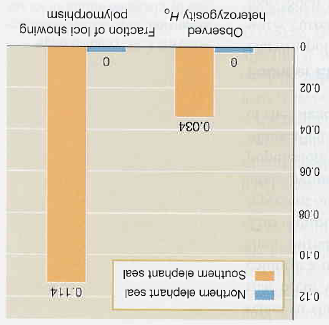 0.12
0.10
0.08
0.06
0.04
0.02
0
Northern elephant seal
Southern elephant seal
0
0.034
0
0.114
Observed
heterozygosity Ho
Fraction of loci showing
polymorphism